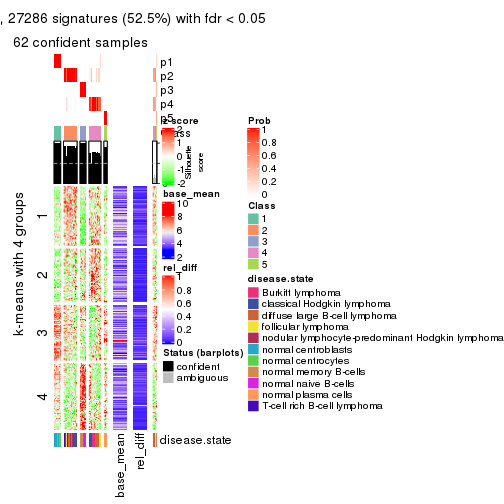 , 27286 signatures (52.5%) with fdr < 0.05
62 confident samples
p1
p2
p3
p4
p5
Class
Silhouette
score
1
2
3
4
k-means with 4 groups
base_mean
rel_diff
disease.state
z-score
2
-2
base_mean
10
8
6
4
2
rel_diff
1
0.8
0.6
0.4
0.2
0
Status (barplots)
confident
ambiguous
Prob
1
0.8
0.6
0.4
0.2
0
Class
1
2
3
4
5
disease.state
Burkitt lymphoma
classical Hodgkin lymphoma
diffuse large B-cell lymphoma
follicular lymphoma
nodular lymphocyte-predominant Hodgkin lymphoma
normal centroblasts
normal centrocytes
normal memory B-cells
normal naive B-cells
normal plasma cells
T-cell rich B-cell lymphoma